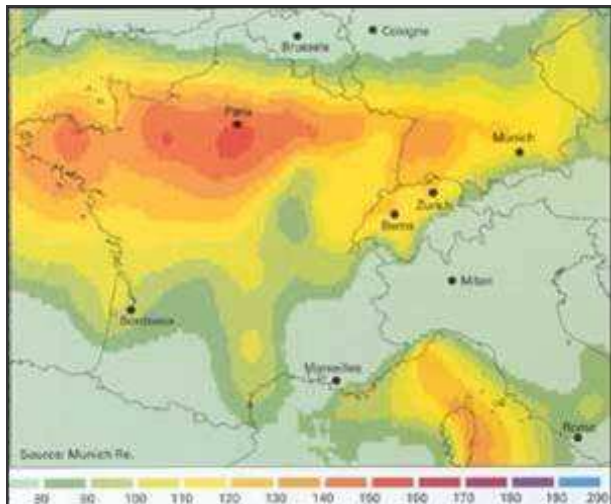 Brussels
Cologne
Paris
Munich
Zurich
Berne
Milan
Bordeaux
Marseilles
Rome
Source: Munich Re.
80 90 100 110 120 130 140 150 160 170 180 190 200